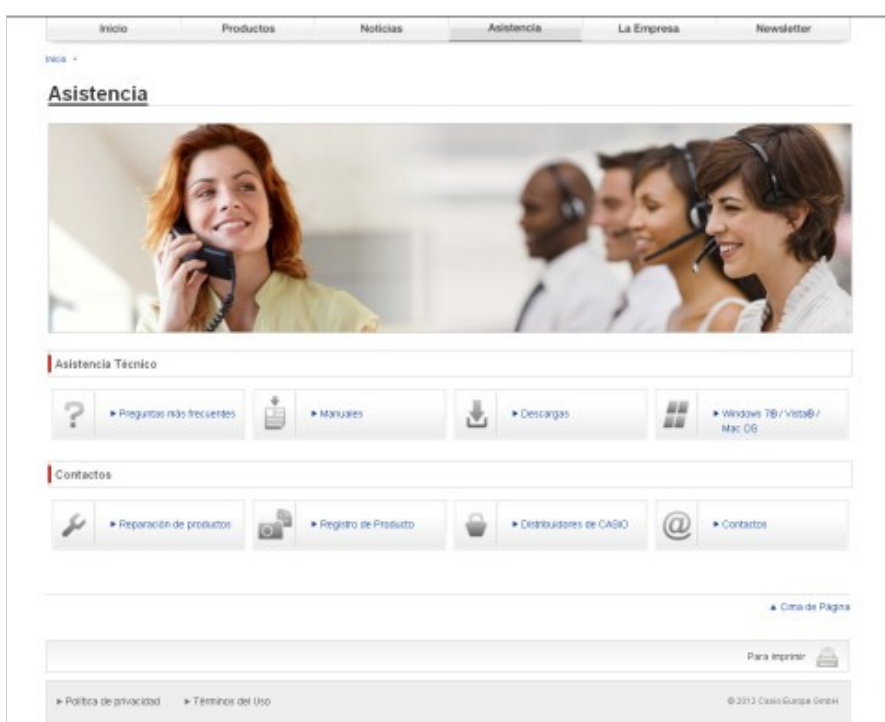 Inicio Productos Noticias Asistencia La Empresa Newsletter
Inicio
Asistencia
Asistencia Técnico
Preguntas más frecuentes Manuales Descargas Windows 7® / Vista® /
Mac OS
Contactos
Reparación de productos Registro de Producto Distribuidores de CASIO Contactos
Cima de Página
Para imprimir
Política de privacidad Términos del Uso © 2012 Casio Europe GmbH